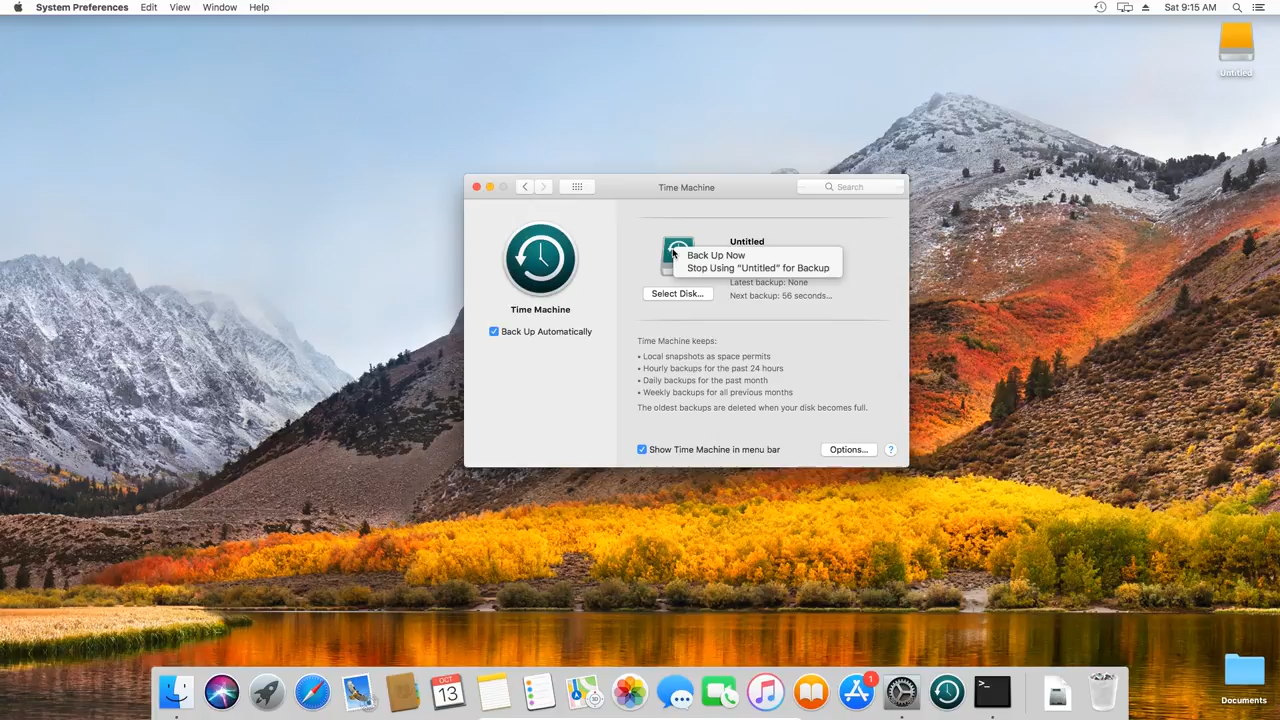 System Preferences Edit View Window Help
Sat 9:15 AM
Untitled
Time Machine
Search
Time Machine
Back Up Automatically
Untitled
Back Up Now
Stop Using “Untitled” for Backup
Latest backup: None
Next backup: 56 seconds...
Select Disk...
Time Machine keeps:
• Local snapshots as space permits
• Hourly backups for the past 24 hours
• Daily backups for the past month
• Weekly backups for all previous months
The oldest backups are deleted when your disk becomes full.
Show Time Machine in menu bar
Options...
?
OCT
13
1
>_
Documents